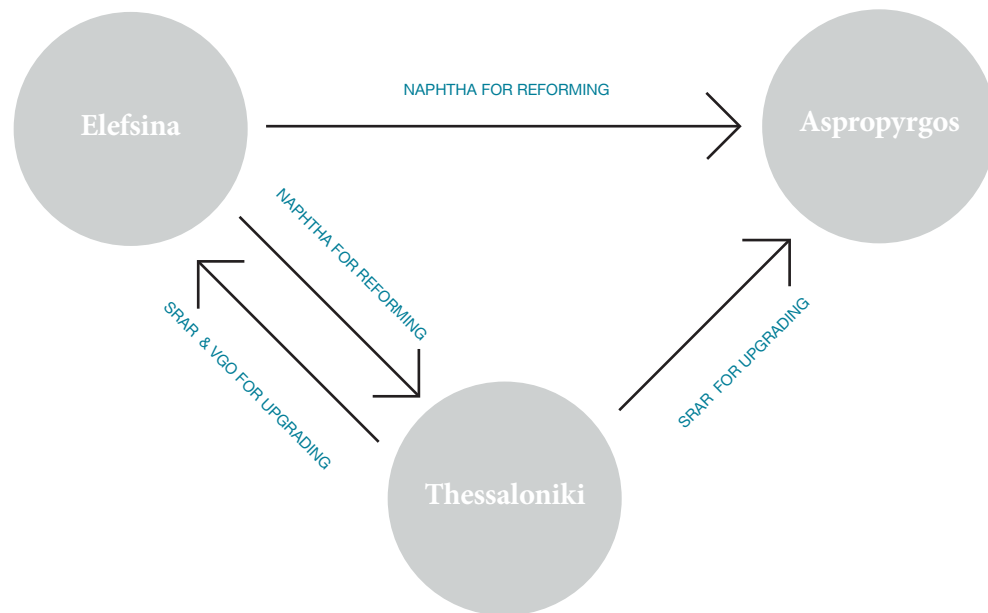 NAPHTHA FOR REFORMING
Elefsina
Aspropyrgos
NAPHTHA FOR REFORMING
SRAR & VGO FOR UPGRADING
SRAR FOR UPGRADING
Thessaloniki